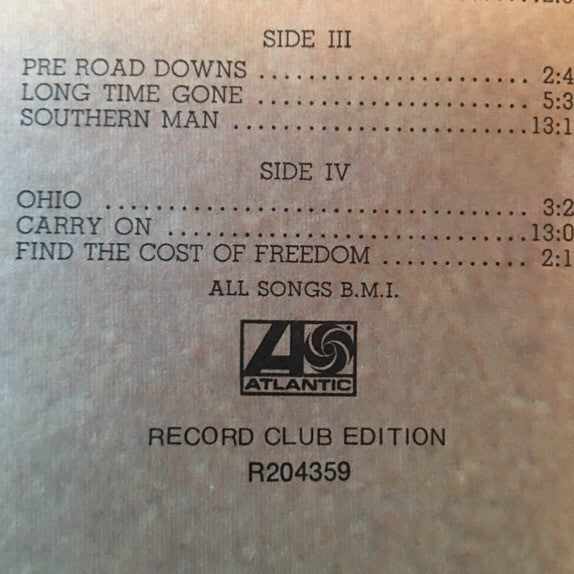 SIDE III
PRE ROAD DOWNS ........................ 2:4
LONG TIME GONE ........................ 5:3
SOUTHERN MAN ..........................13:1
SIDE IV
OHIO .................................. 3:2
CARRY ON ..............................13:0
FIND THE COST OF FREEDOM ............ 2:1
ALL SONGS B.M.I.
ATLANTIC
RECORD CLUB EDITION
R204359